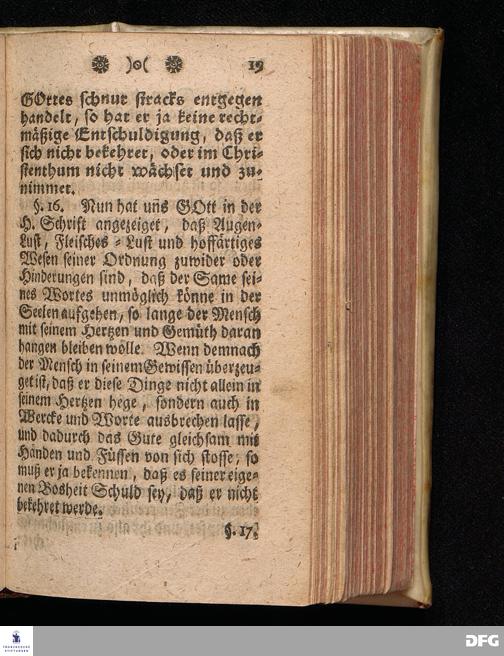 )o( 19
GOttes schnur stracks entgegen
handelt, so hat er ja keine recht-
mäßige Entschuldigung, daß er
sich nicht bekehret, oder im Chri-
stenthum nicht wächset und zu-
nimmet.
§. 16. Nun hat uns GOtt in der
H. Schrift angezeiget, daß Augen-
Lust, Fleisches-Lust und hoffärtiges
Wesen seiner Ordnung zuwider oder
Hinderungen sind, daß der Same sei-
nes Wortes unmöglich könne in der
Seelen aufgehen, so lange der Mensch
mit seinem Hertzen und Gemüth daran
hangen bleiben wolle. Wenn demnach
der Mensch in seinem Gewissen überzeu-
get ist, daß er diese Dinge nicht allein in
seinem Hertzen hege, sondern auch in
Wercke und Worte ausbrechen lasse,
und dadurch das Gute gleichsam mit
Händen und Füssen von sich stosse, so
muß er ja bekennen, daß es seiner eige-
nen Bosheit Schuld sey, daß er nicht
bekehret werde.
§. 17.
FRANCKESCHE
STIFTUNGEN
DFG